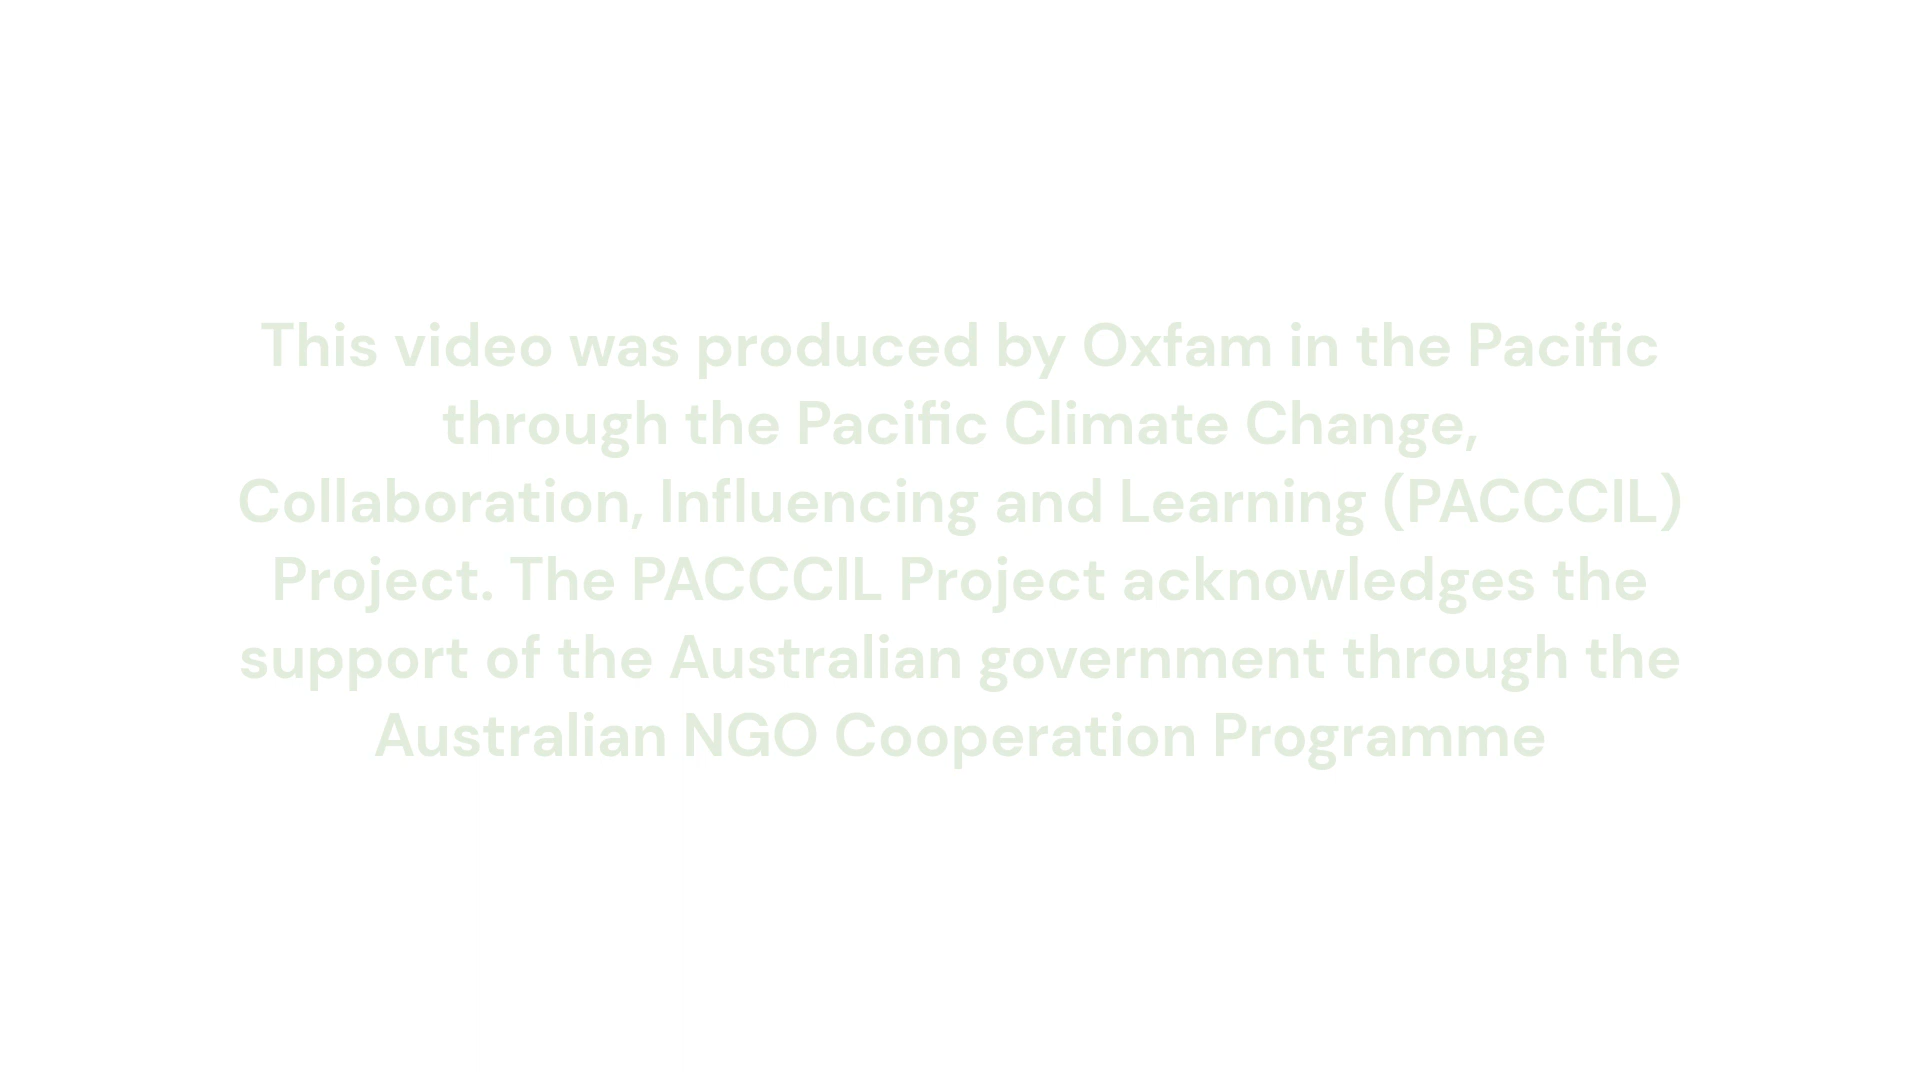 This video was produced by Oxfam in the Pacific
through the Pacific Climate Change,
Collaboration, Influencing and Learning (PACCCIL)
Project. The PACCCIL Project acknowledges the
support of the Australian government through the
Australian NGO Cooperation Programme